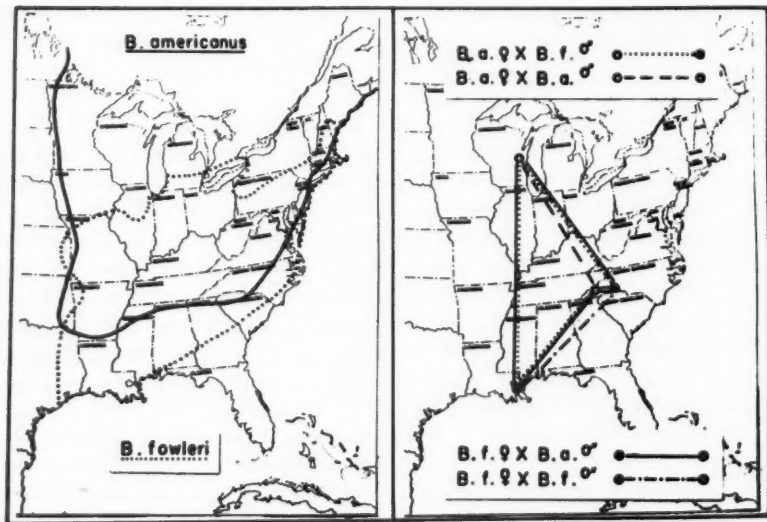 B. americanus
B. fowleri
B. a. ♀ X B. f. ♂
B. a. ♀ X B. a. ♂
B. f. ♀ X B. a. ♂
B. f. ♀ X B. f. ♂